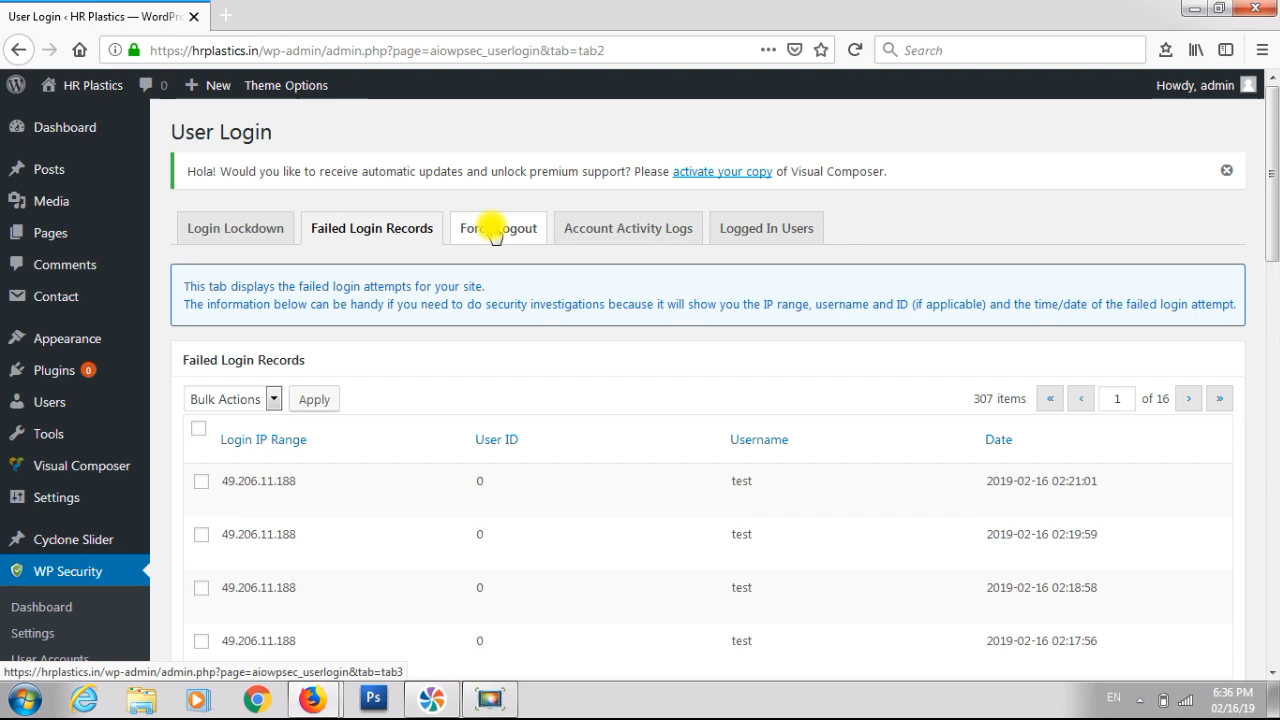 User Login ‹ HR Plastics — WordPre
https://hrplastics.in/wp-admin/admin.php?page=aiowpsec_userlogin&tab=tab2
Search
HR Plastics 0 New Theme Options
Howdy, admin
Dashboard
Posts
Media
Pages
Comments
Contact
Appearance
Plugins 0
Users
Tools
Visual Composer
Settings
Cyclone Slider
WP Security
Dashboard
Settings
User Accounts
User Login
Hola! Would you like to receive automatic updates and unlock premium support? Please activate your copy of Visual Composer.
Login Lockdown Failed Login Records Force Logout Account Activity Logs Logged In Users
This tab displays the failed login attempts for your site.
The information below can be handy if you need to do security investigations because it will show you the IP range, username and ID (if applicable) and the time/date of the failed login attempt.
Failed Login Records
Bulk Actions Apply 307 items « ‹ 1 of 16 › »
Login IP Range User ID Username Date
49.206.11.188 0 test 2019-02-16 02:21:01
49.206.11.188 0 test 2019-02-16 02:19:59
49.206.11.188 0 test 2019-02-16 02:18:58
49.206.11.188 0 test 2019-02-16 02:17:56
https://hrplastics.in/wp-admin/admin.php?page=aiowpsec_userlogin&tab=tab3
Ps
EN
6:36 PM
02/16/19